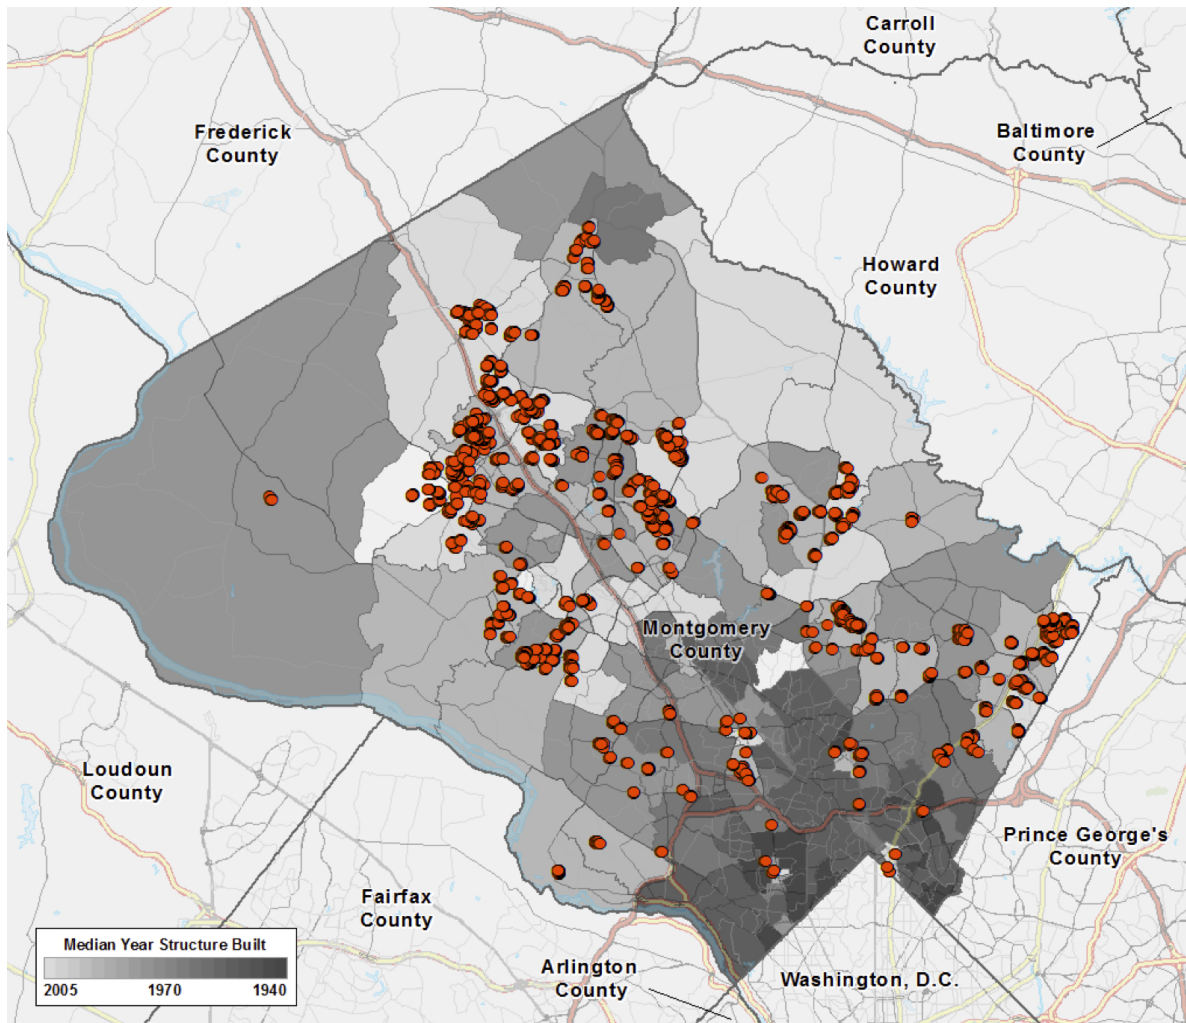 Carroll
County
Frederick
County
Baltimore
County
Howard
County
Montgomery
County
Loudoun
County
Prince George's
County
Fairfax
County
Median Year Structure Built
2005 1970 1940
Arlington
County
Washington, D.C.